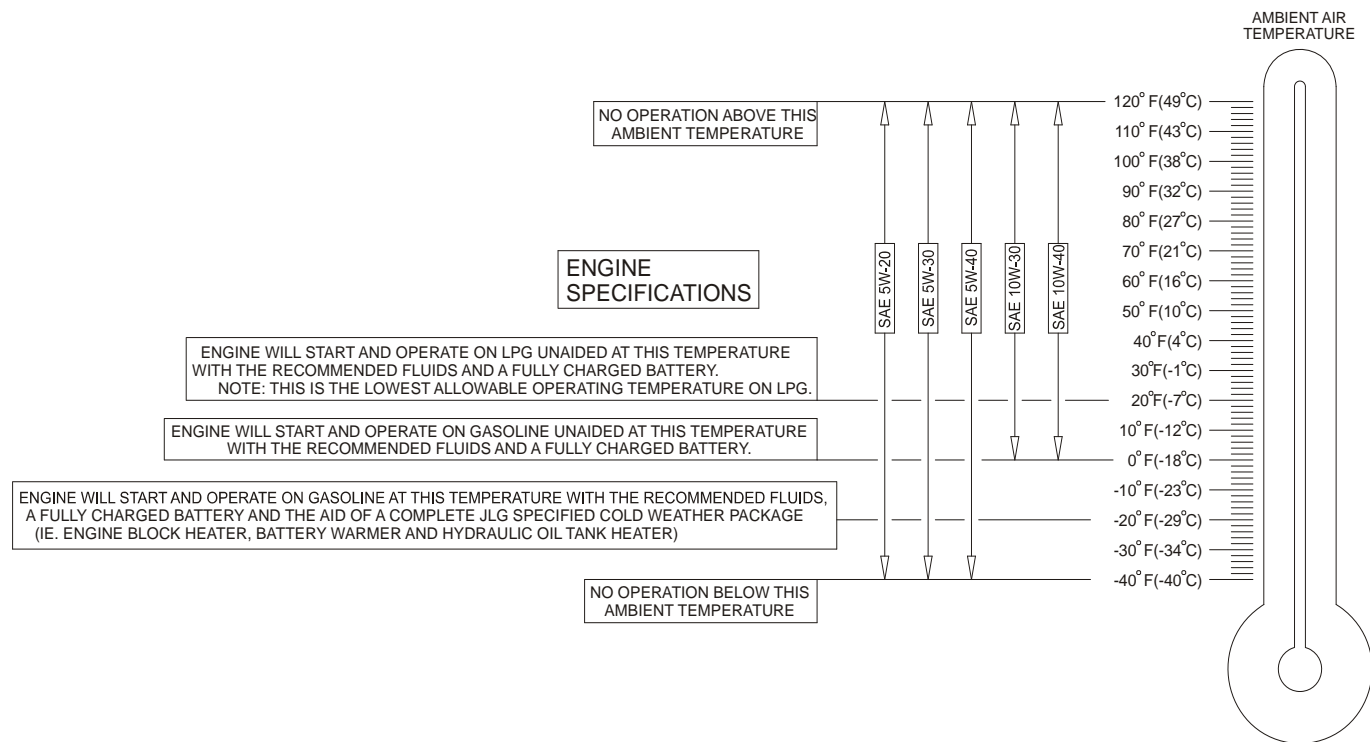 AMBIENT AIR
TEMPERATURE
NO OPERATION ABOVE THIS
AMBIENT TEMPERATURE
120° F(49°C)
110° F(43°C)
100° F(38°C)
90° F(32°C)
80° F(27°C)
70° F(21°C)
60° F(16°C)
50° F(10°C)
40°F(4°C)
30°F(-1°C)
20°F(-7°C)
10°F(-12°C)
0° F(-18°C)
-10° F(-23°C)
-20° F(-29°C)
-30° F(-34°C)
-40° F(-40°C)
SAE 5W-20
SAE 5W-30
SAE 5W-40
SAE 10W-30
SAE 10W-40
ENGINE
SPECIFICATIONS
ENGINE WILL START AND OPERATE ON LPG UNAIDED AT THIS TEMPERATURE
WITH THE RECOMMENDED FLUIDS AND A FULLY CHARGED BATTERY.
NOTE: THIS IS THE LOWEST ALLOWABLE OPERATING TEMPERATURE ON LPG.
ENGINE WILL START AND OPERATE ON GASOLINE UNAIDED AT THIS TEMPERATURE
WITH THE RECOMMENDED FLUIDS AND A FULLY CHARGED BATTERY.
ENGINE WILL START AND OPERATE ON GASOLINE AT THIS TEMPERATURE WITH THE RECOMMENDED FLUIDS,
A FULLY CHARGED BATTERY AND THE AID OF A COMPLETE JLG SPECIFIED COLD WEATHER PACKAGE
(IE. ENGINE BLOCK HEATER, BATTERY WARMER AND HYDRAULIC OIL TANK HEATER)
NO OPERATION BELOW THIS
AMBIENT TEMPERATURE